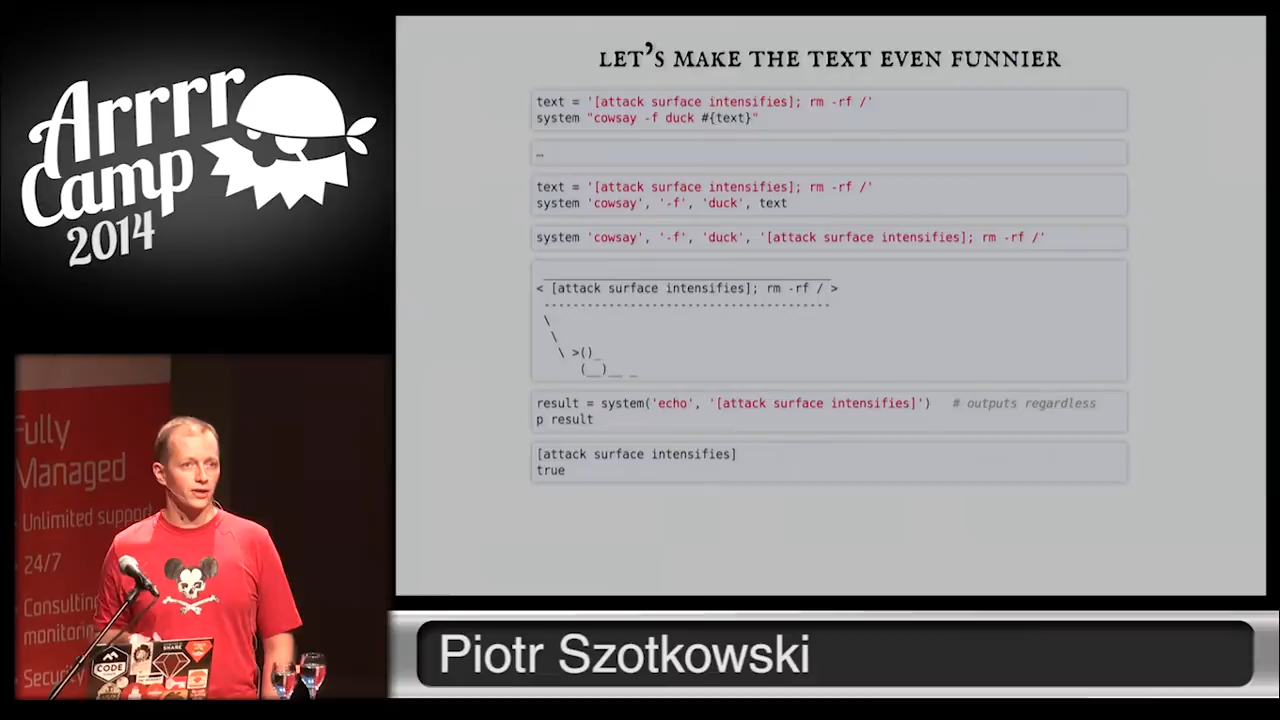 Arrrr
Camp
2014
LET'S MAKE THE TEXT EVEN FUNNIER
text = '[attack surface intensifies]; rm -rf /'
system "cowsay -f duck #{text}"
…
text = '[attack surface intensifies]; rm -rf /'
system 'cowsay', '-f', 'duck', text
system 'cowsay', '-f', 'duck', '[attack surface intensifies]; rm -rf /'
________________________________________
< [attack surface intensifies]; rm -rf / >
----------------------------------------
\
\
\ >()_
(__)__ _
result = system('echo', '[attack surface intensifies]')   # outputs regardless
p result
[attack surface intensifies]
true
Fully
Managed
Unlimited support
24/7
Consulting
monitoring
Security
CODE
SHARE
Piotr Szotkowski